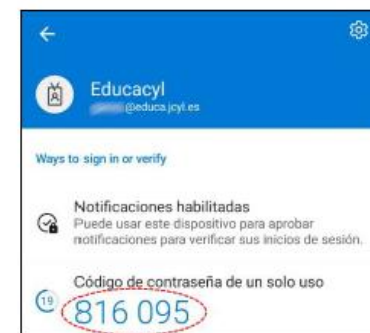 Educacyl
@educa.jcyl.es
Ways to sign in or verify
Notificaciones habilitadas
Puede usar este dispositivo para aprobar
notificaciones para verificar sus inicios de sesión.
Código de contraseña de un solo uso
19
816 095